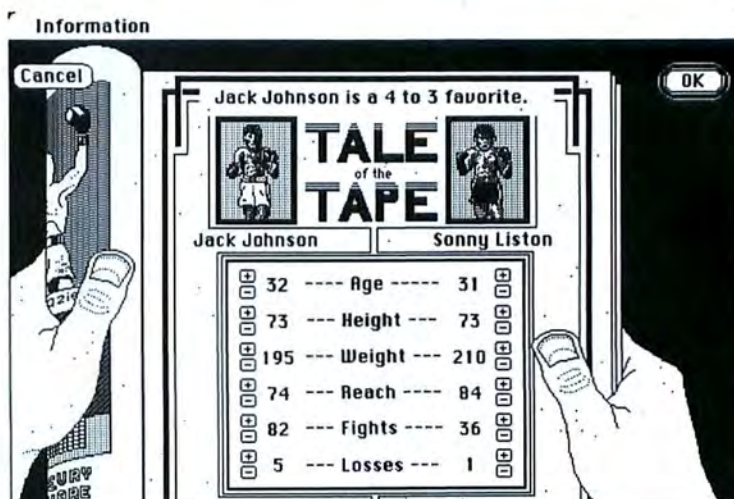 Information
Cancel
OK
Jack Johnson is a 4 to 3 favorite.
TALE
of the
TAPE
Jack Johnson Sonny Liston
+ 32 ---- Age ----- 31 +
-
-
+ 73 --- Height --- 73 +
-
-
+ 195 --- Weight --- 210 +
-
-
+ 74 --- Reach --- 84 +
-
-
+ 82 --- Fights --- 36 +
-
-
+ 5 --- Losses --- 1 +
-
-